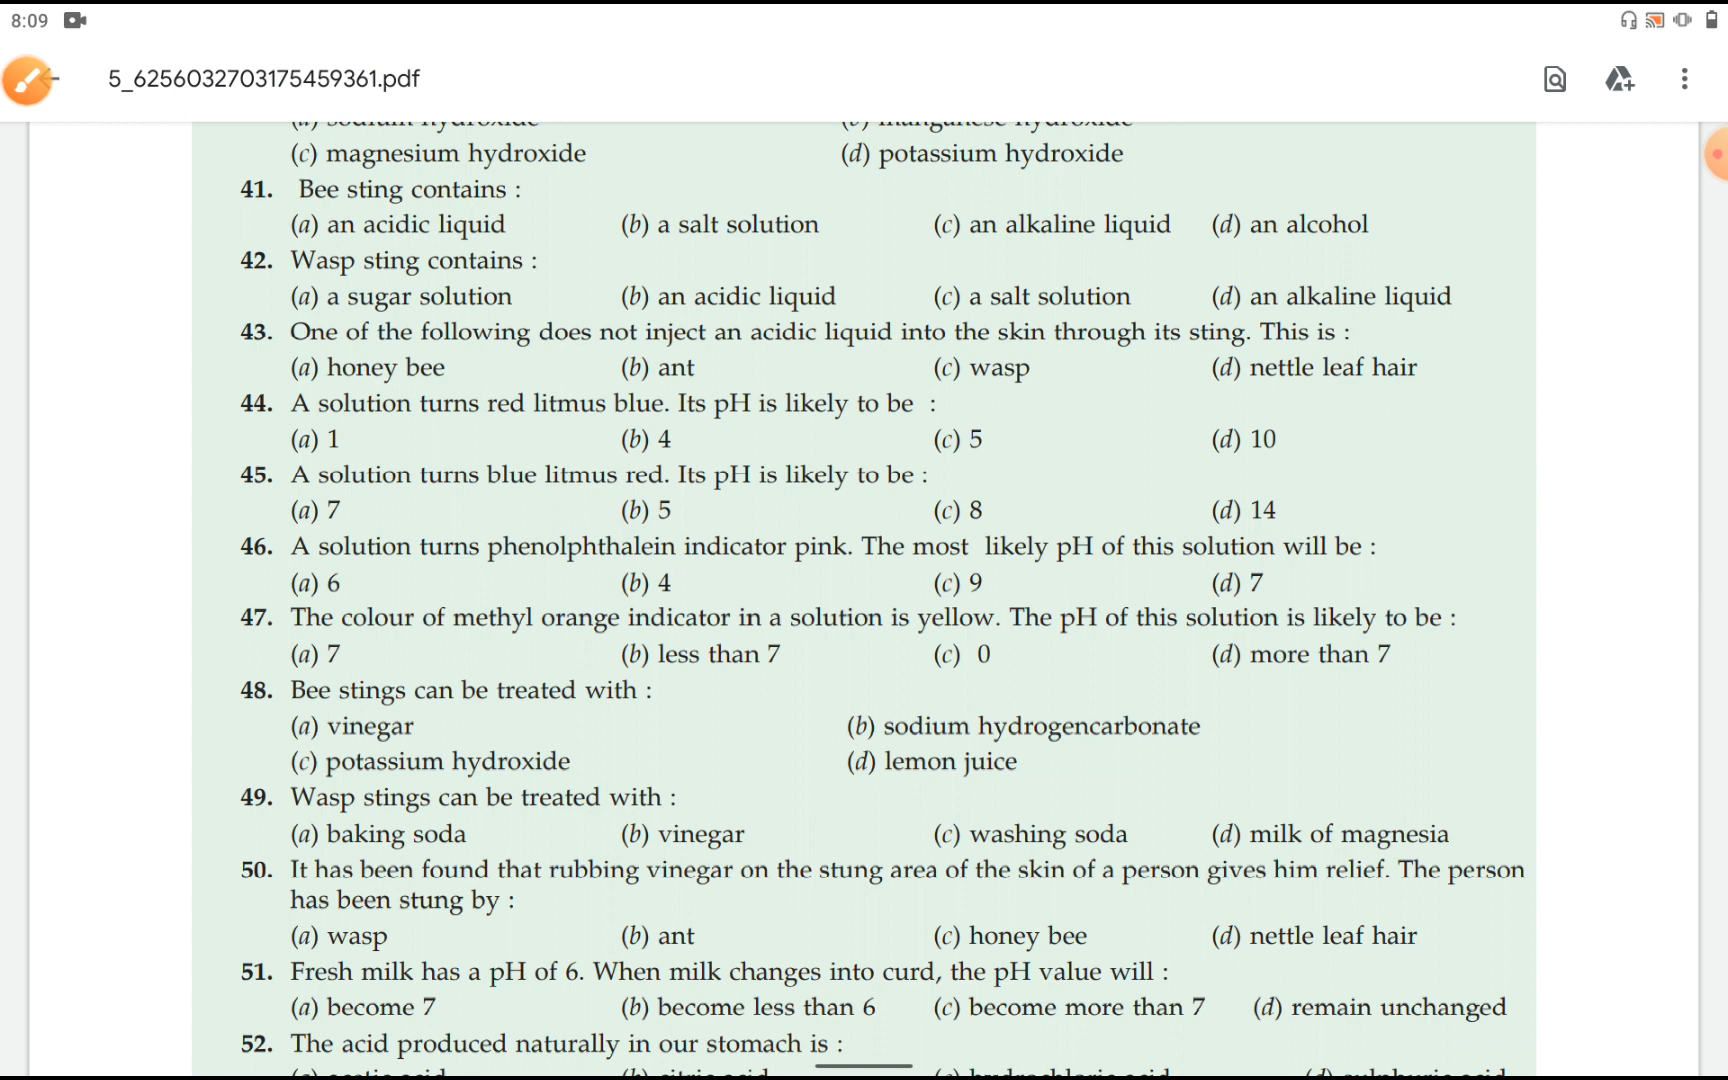 8:09
5_6256032703175459361.pdf
(a) sodium hydroxide (b) manganese hydroxide
(c) magnesium hydroxide (d) potassium hydroxide
41. Bee sting contains :
(a) an acidic liquid (b) a salt solution (c) an alkaline liquid (d) an alcohol
42. Wasp sting contains :
(a) a sugar solution (b) an acidic liquid (c) a salt solution (d) an alkaline liquid
43. One of the following does not inject an acidic liquid into the skin through its sting. This is :
(a) honey bee (b) ant (c) wasp (d) nettle leaf hair
44. A solution turns red litmus blue. Its pH is likely to be :
(a) 1 (b) 4 (c) 5 (d) 10
45. A solution turns blue litmus red. Its pH is likely to be :
(a) 7 (b) 5 (c) 8 (d) 14
46. A solution turns phenolphthalein indicator pink. The most likely pH of this solution will be :
(a) 6 (b) 4 (c) 9 (d) 7
47. The colour of methyl orange indicator in a solution is yellow. The pH of this solution is likely to be :
(a) 7 (b) less than 7 (c) 0 (d) more than 7
48. Bee stings can be treated with :
(a) vinegar (b) sodium hydrogencarbonate
(c) potassium hydroxide (d) lemon juice
49. Wasp stings can be treated with :
(a) baking soda (b) vinegar (c) washing soda (d) milk of magnesia
50. It has been found that rubbing vinegar on the stung area of the skin of a person gives him relief. The person
has been stung by :
(a) wasp (b) ant (c) honey bee (d) nettle leaf hair
51. Fresh milk has a pH of 6. When milk changes into curd, the pH value will :
(a) become 7 (b) become less than 6 (c) become more than 7 (d) remain unchanged
52. The acid produced naturally in our stomach is :
(a) acetic acid (b) citric acid (c) hydrochloric acid (d) sulphuric acid